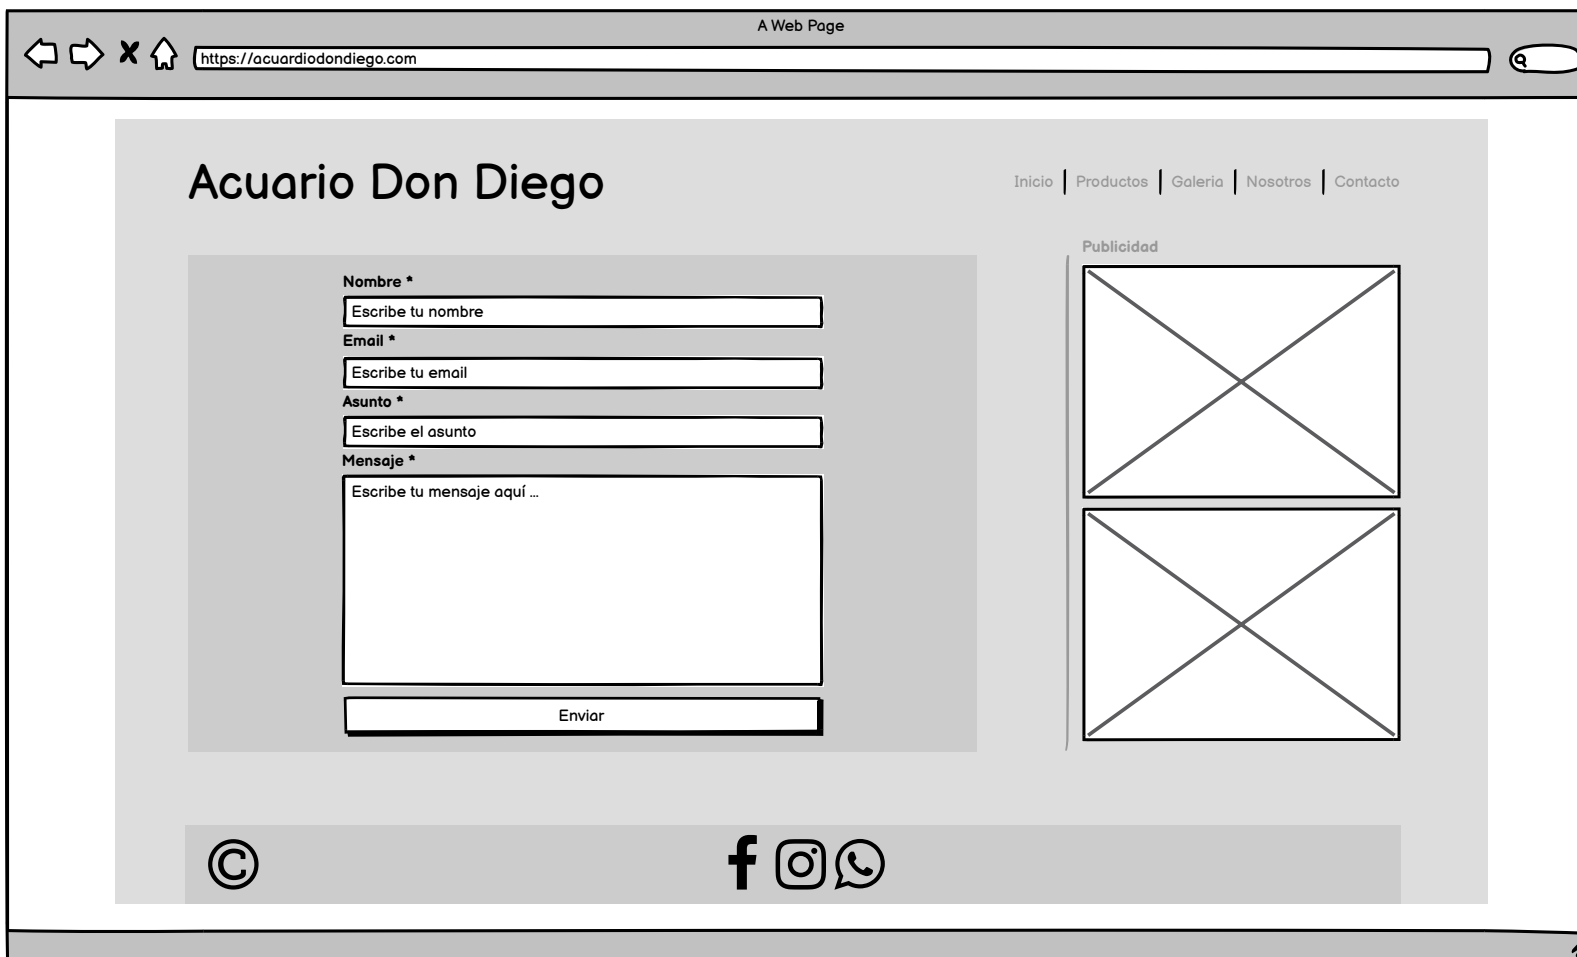 A Web Page
https://acuardiodondiego.com
Acuario Don Diego
Inicio | Productos | Galeria | Nosotros | Contacto
Publicidad
Nombre *
Escribe tu nombre
Email *
Escribe tu email
Asunto *
Escribe el asunto
Mensaje *
Escribe tu mensaje aquí ...
Enviar
©